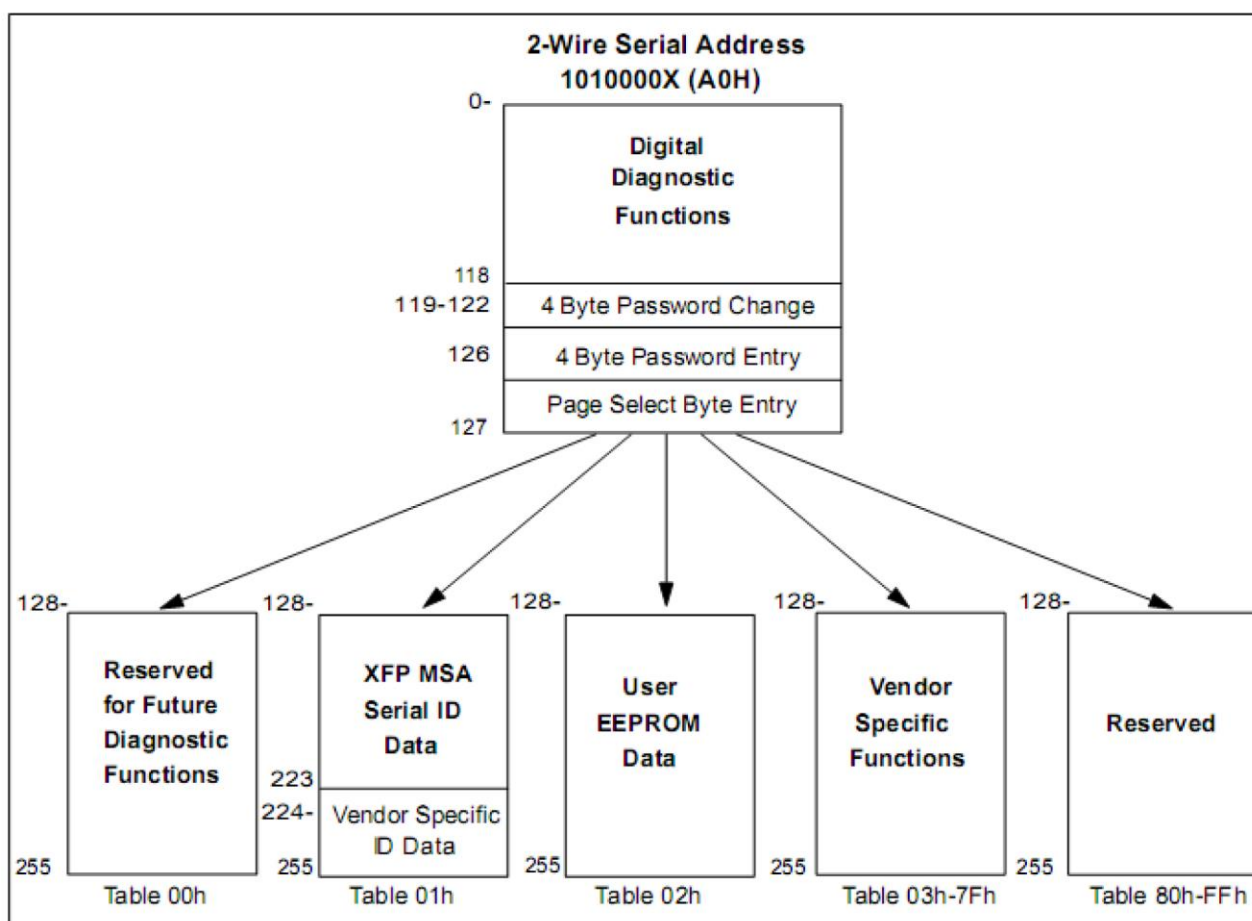 2-Wire Serial Address
1010000X (A0H)
0-
Digital
Diagnostic
Functions
118
119-122
4 Byte Password Change
126
4 Byte Password Entry
Page Select Byte Entry
127
128-
Reserved
for Future
Diagnostic
Functions
255
Table 00h
128-
XFP MSA
Serial ID
Data
223
224-
Vendor Specific
ID Data
255
Table 01h
128-
User
EEPROM
Data
255
Table 02h
128-
Vendor
Specific
Functions
255
Table 03h-7Fh
128-
Reserved
255
Table 80h-FFh